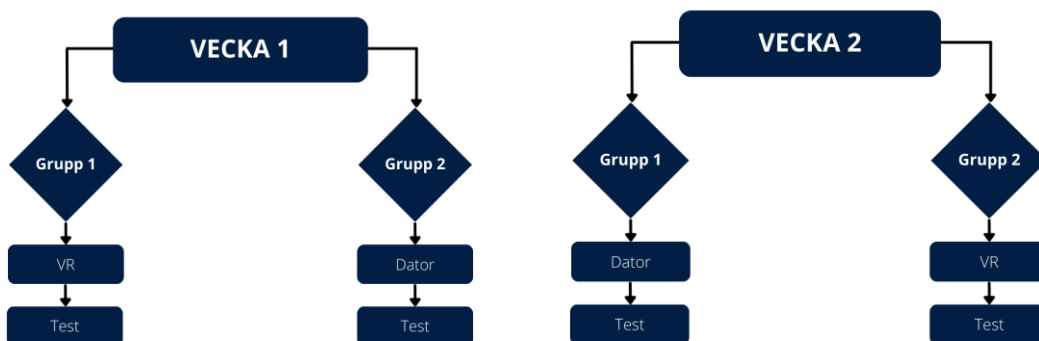 VECKA 1
VECKA 2
Grupp 1
Grupp 2
Grupp 1
Grupp 2
VR
Dator
Dator
VR
Test
Test
Test
Test